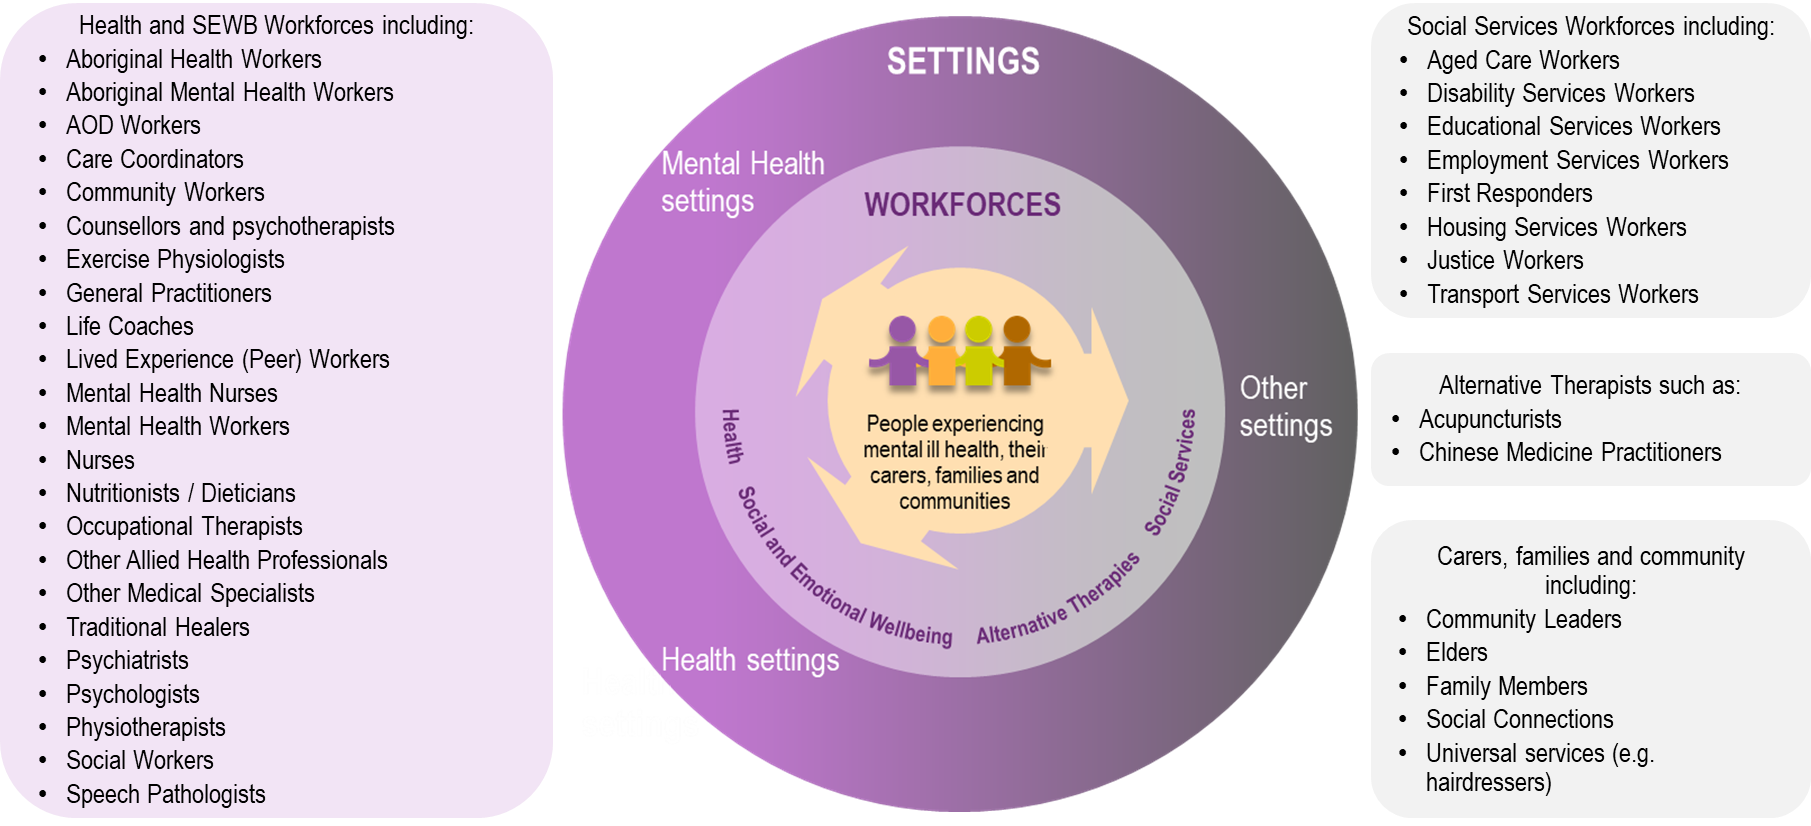 Health and SEWB Workforces including:
• Aboriginal Health Workers
• Aboriginal Mental Health Workers
• AOD Workers
• Care Coordinators
• Community Workers
• Counsellors and psychotherapists
• Exercise Physiologists
• General Practitioners
• Life Coaches
• Lived Experience (Peer) Workers
• Mental Health Nurses
• Mental Health Workers
• Nurses
• Nutritionists / Dieticians
• Occupational Therapists
• Other Allied Health Professionals
• Other Medical Specialists
• Traditional Healers
• Psychiatrists
• Psychologists
• Physiotherapists
• Social Workers
• Speech Pathologists
SETTINGS
Mental Health
settings
WORKFORCES
Other
settings
People experiencing
mental ill health, their
carers, families and
communities
Health
Social and Emotional Wellbeing
Alternative Therapies
Social Services
Health settings
Social Services Workforces including:
• Aged Care Workers
• Disability Services Workers
• Educational Services Workers
• Employment Services Workers
• First Responders
• Housing Services Workers
• Justice Workers
• Transport Services Workers
Alternative Therapists such as:
• Acupuncturists
• Chinese Medicine Practitioners
Carers, families and community
including:
• Community Leaders
• Elders
• Family Members
• Social Connections
• Universal services (e.g.
hairdressers)